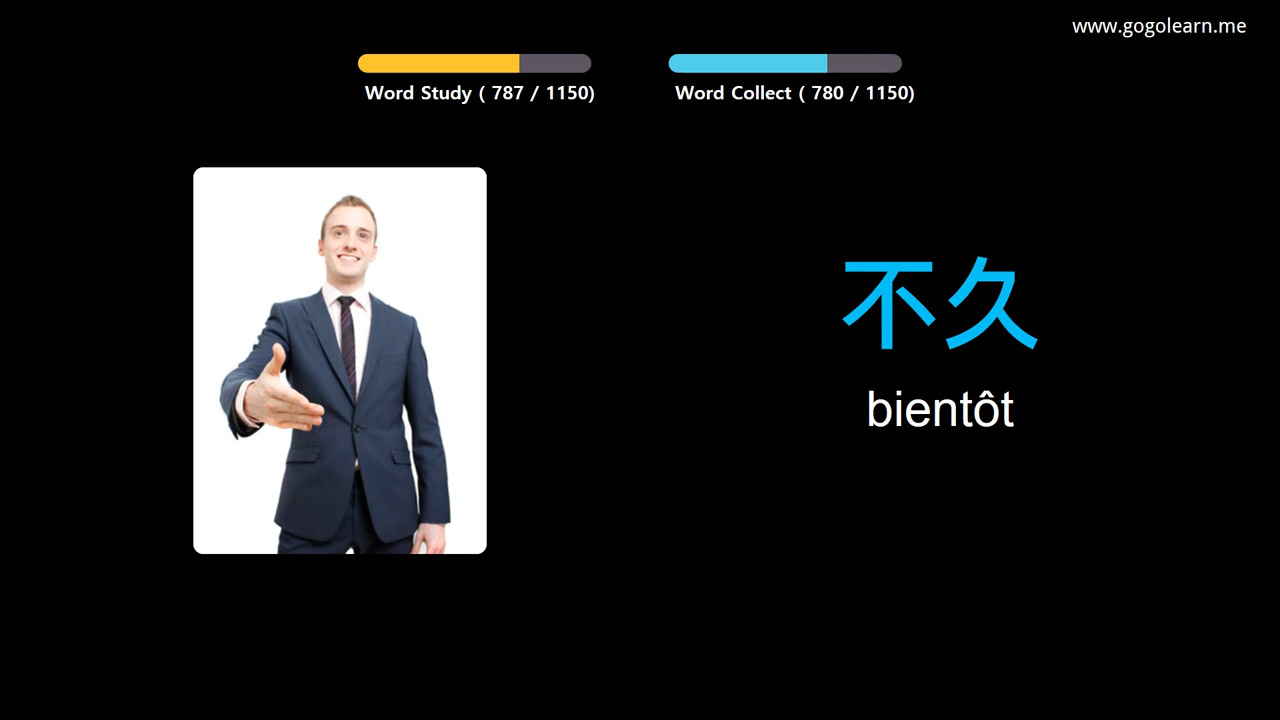 www.gogolearn.me
Word Study ( 787 / 1150)
Word Collect ( 780 / 1150)
不久
bientôt